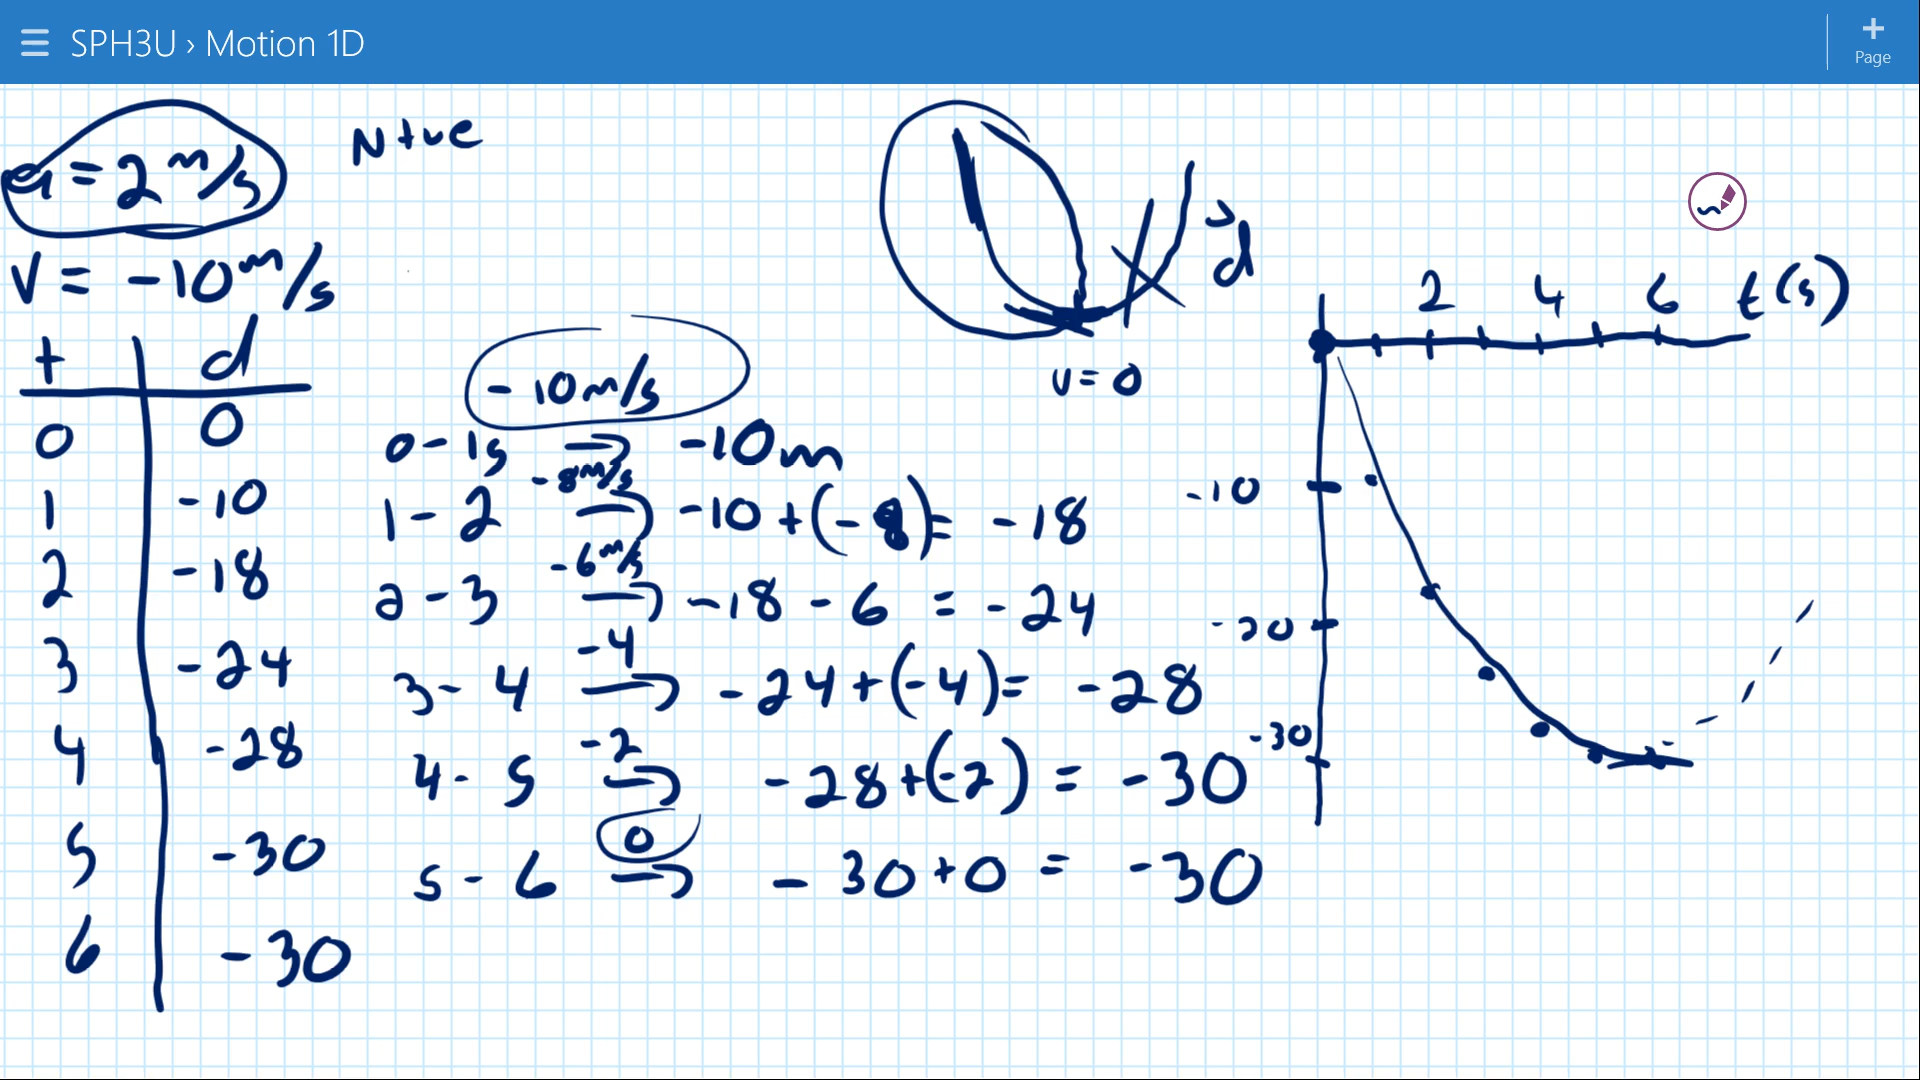 SPH3U › Motion 1D
Page
a = 2 m/s
N +ve
v = -10 m/s
t d
0 0
1 -10
2 -18
3 -24
4 -28
5 -30
6 -30
-10 m/s
0 - 1s → -10m
-8 m/s
1 - 2 → -10 + (-8) = -18
-6 m/s
2 - 3 → -18 - 6 = -24
-4
3 - 4 → -24 + (-4) = -28
-2
4 - 5 → -28 + (-2) = -30
0
5 - 6 → -30 + 0 = -30
v = 0
d
2 4 6 t (s)
-10
-20
-30